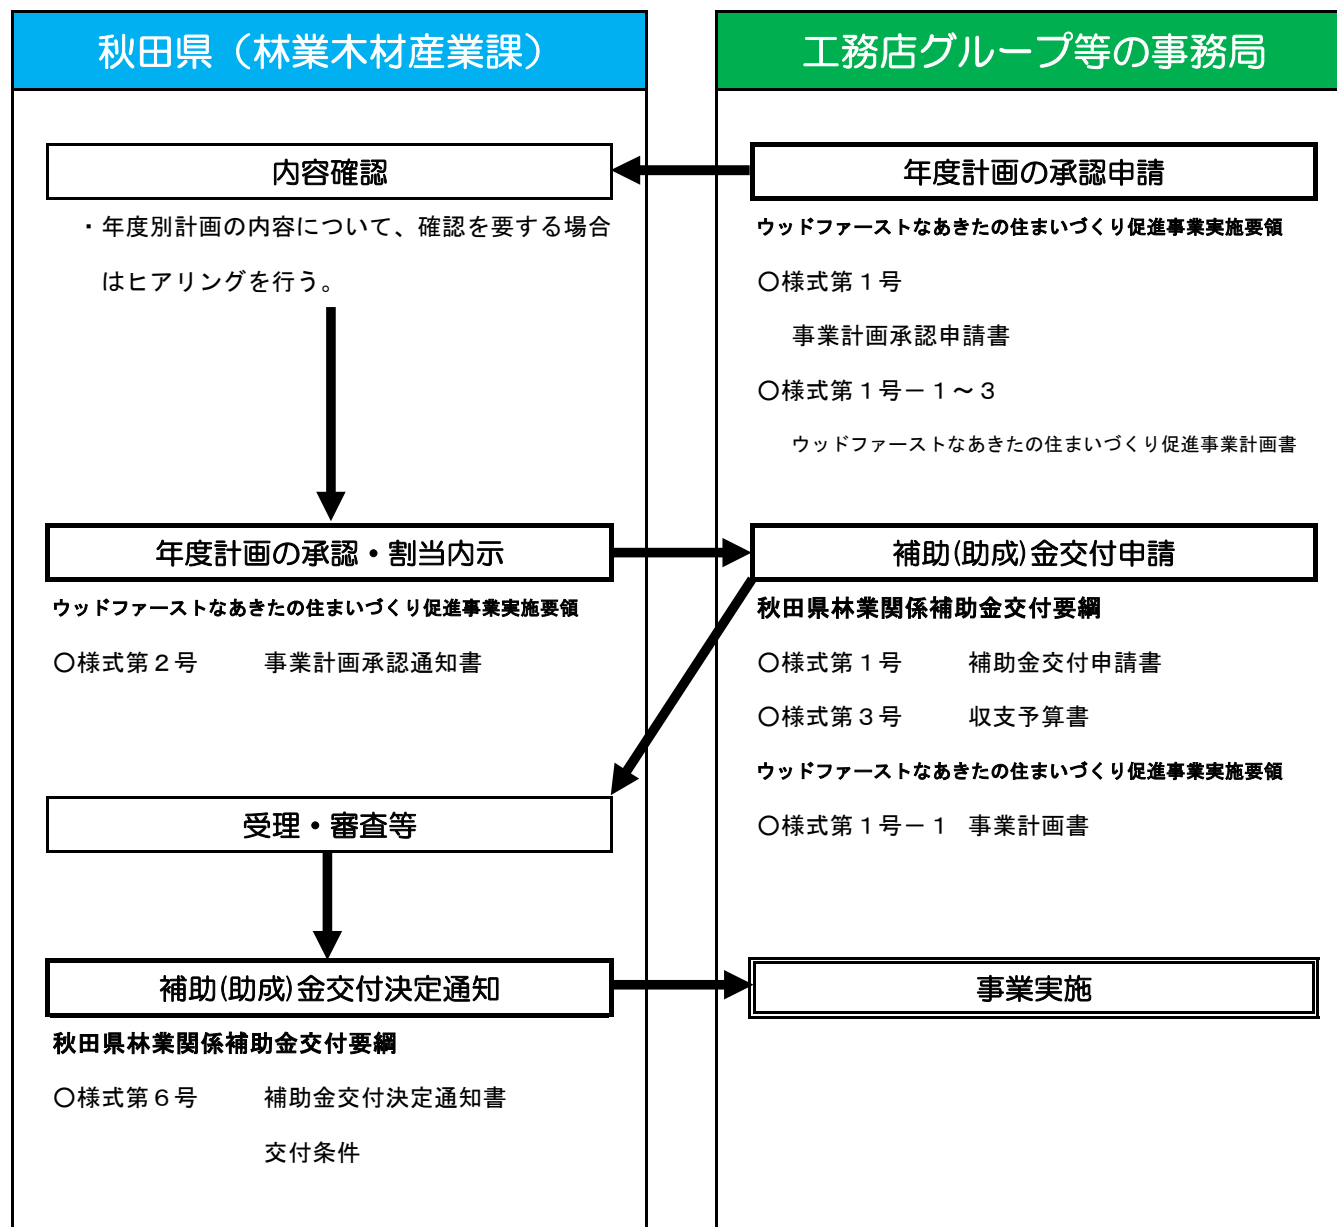 秋田県（林業木材産業課）
内容確認
・年度別計画の内容について、確認を要する場合
はヒアリングを行う。
年度計画の承認・割当内示
ウッドファーストなあきたの住まいづくり促進事業実施要領
〇様式第２号　事業計画承認通知書
受理・審査等
補助(助成)金交付決定通知
秋田県林業関係補助金交付要綱
〇様式第６号　補助金交付決定通知書
交付条件
工務店グループ等の事務局
年度計画の承認申請
ウッドファーストなあきたの住まいづくり促進事業実施要領
〇様式第１号
事業計画承認申請書
〇様式第１号－１～３
ウッドファーストなあきたの住まいづくり促進事業計画書
補助(助成)金交付申請
秋田県林業関係補助金交付要綱
〇様式第１号　補助金交付申請書
〇様式第３号　収支予算書
ウッドファーストなあきたの住まいづくり促進事業実施要領
〇様式第１号－１　事業計画書
事業実施